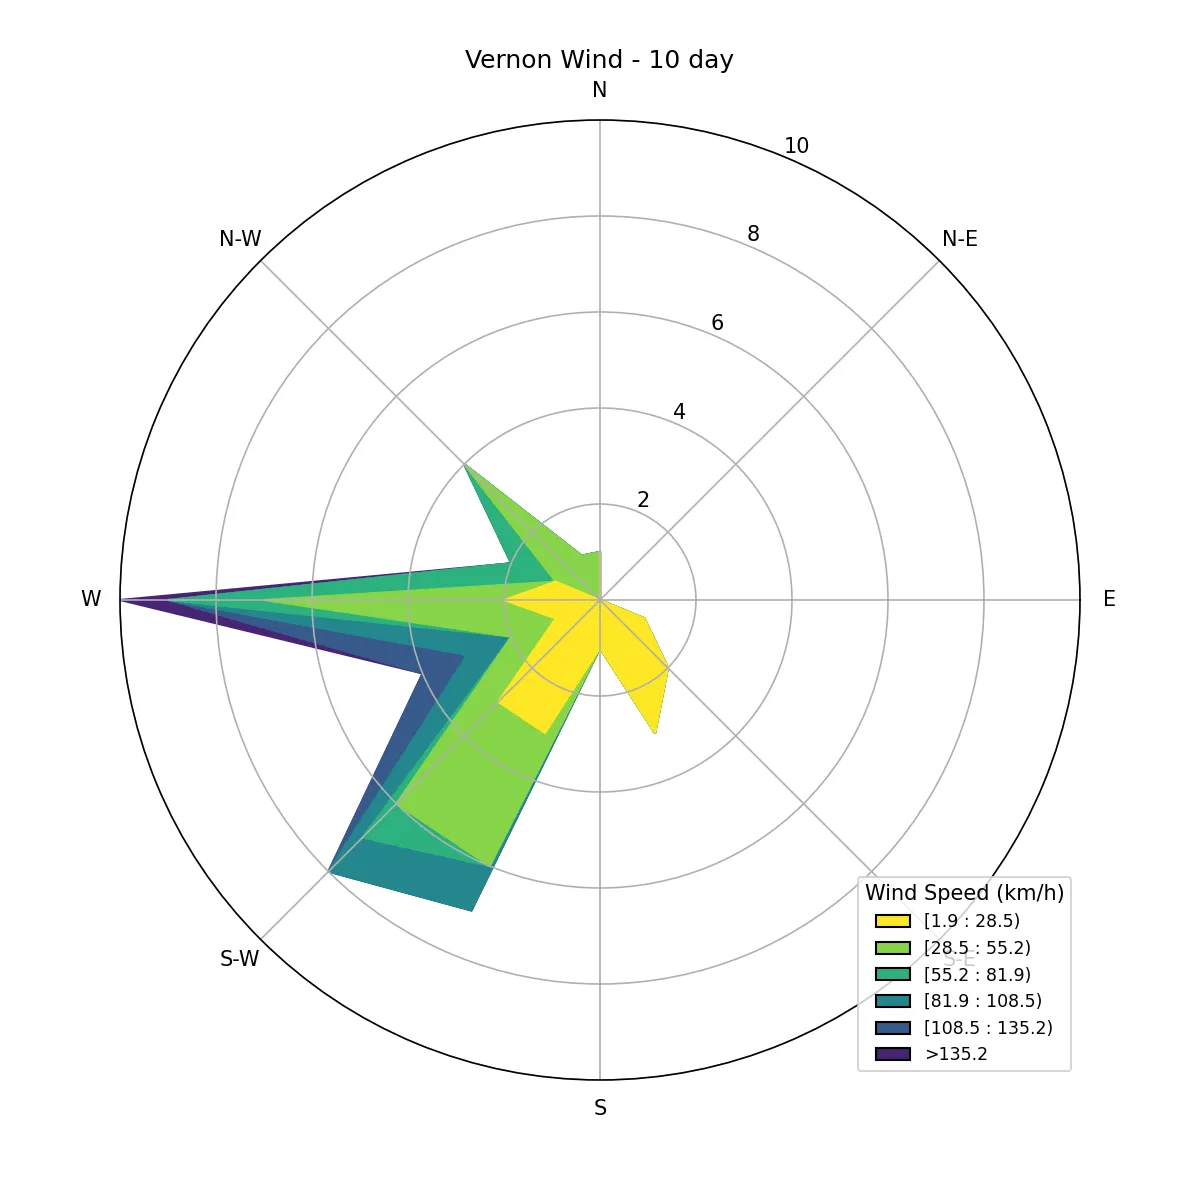 Vernon Wind - 10 day
N
10
N-W
N-E
8
6
4
2
W
E
Wind Speed (km/h)
[1.9 : 28.5)
[28.5 : 55.2)
[55.2 : 81.9)
[81.9 : 108.5)
[108.5 : 135.2)
>135.2
S-W
S-E
S